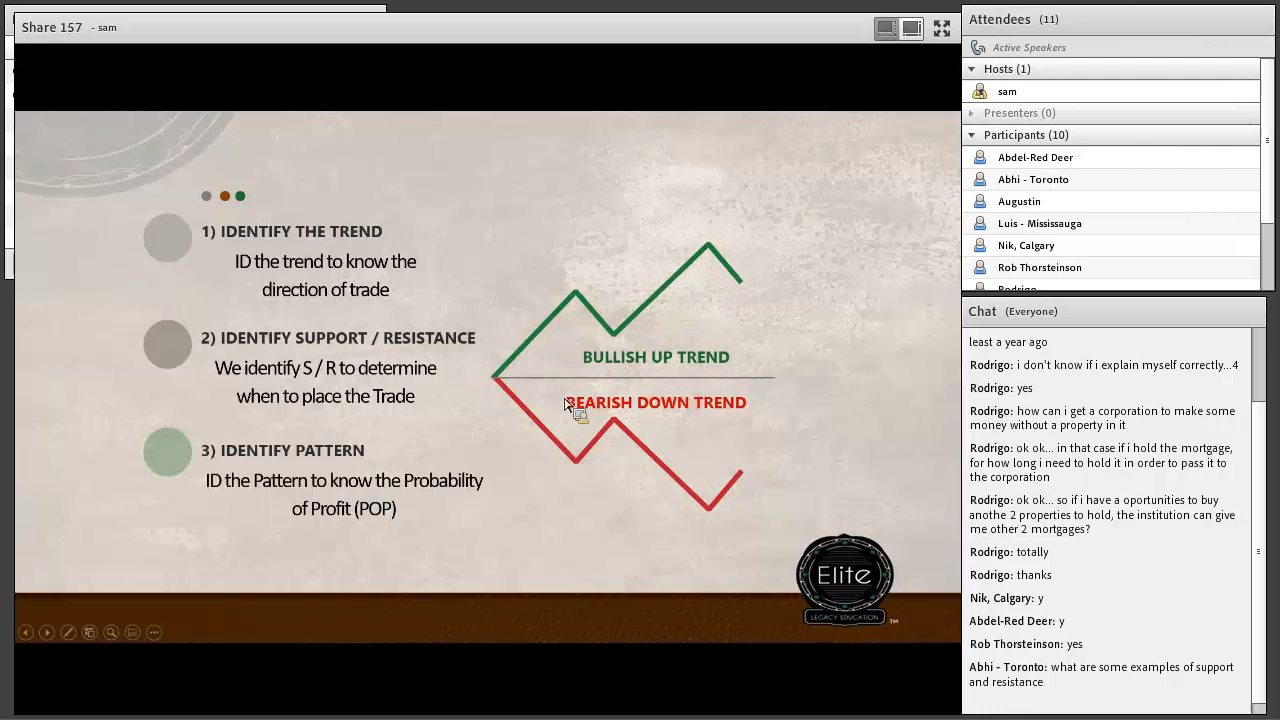 Share 157 - sam
1) IDENTIFY THE TREND
ID the trend to know the
direction of trade
2) IDENTIFY SUPPORT / RESISTANCE
We identify S / R to determine
when to place the Trade
3) IDENTIFY PATTERN
ID the Pattern to know the Probability
of Profit (POP)
BULLISH UP TREND
BEARISH DOWN TREND
Elite
LEGACY EDUCATION
TM
Attendees (11)
Active Speakers
Hosts (1)
sam
Presenters (0)
Participants (10)
Abdel-Red Deer
Abhi - Toronto
Augustin
Luis - Mississauga
Nik, Calgary
Rob Thorsteinson
Rodrigo
Chat (Everyone)
least a year ago
Rodrigo: i don't know if i explain myself correctly...4
Rodrigo: yes
Rodrigo: how can i get a corporation to make some
money without a property in it
Rodrigo: ok ok... in that case if i hold the mortgage,
for how long i need to hold it in order to pass it to
the corporation
Rodrigo: ok ok... so if i have a oportunities to buy
anothe 2 properties to hold, the institution can give
me other 2 mortgages?
Rodrigo: totally
Rodrigo: thanks
Nik, Calgary: y
Abdel-Red Deer: y
Rob Thorsteinson: yes
Abhi - Toronto: what are some examples of support
and resistance